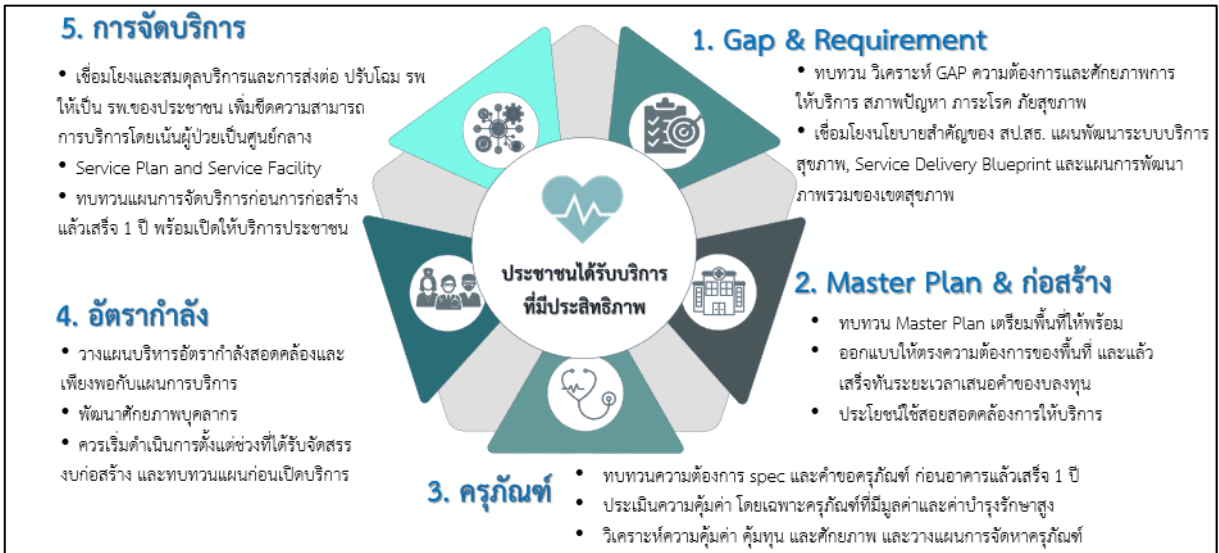 5. การจัดบริการ
• เชื่อมโยงและสมดุลบริการและการส่งต่อ ปรับโฉม รพ
ให้เป็น รพ.ของประชาชน เพิ่มขีดความสามารถ
การบริการโดยเน้นผู้ป่วยเป็นศูนย์กลาง
• Service Plan and Service Facility
• ทบทวนแผนการจัดบริการก่อนการก่อสร้าง
แล้วเสร็จ 1 ปี พร้อมเปิดให้บริการประชาชน
1. Gap & Requirement
• ทบทวน วิเคราะห์ GAP ความต้องการและศักยภาพการ
ให้บริการ สภาพปัญหา ภาระโรค ภัยสุขภาพ
• เชื่อมโยงนโยบายสำคัญของ สป.สธ. แผนพัฒนาระบบบริการ
สุขภาพ, Service Delivery Blueprint และแผนการพัฒนา
ภาพรวมของเขตสุขภาพ
ประชาชนได้รับบริการ
ที่มีประสิทธิภาพ
2. Master Plan & ก่อสร้าง
• ทบทวน Master Plan เตรียมพื้นที่ให้พร้อม
• ออกแบบให้ตรงความต้องการของพื้นที่ และแล้ว
เสร็จทันระยะเวลาเสนอคำของบลงทุน
• ประโยชน์ใช้สอยสอดคล้องการให้บริการ
4. อัตรากำลัง
• วางแผนบริหารอัตรากำลังสอดคล้องและ
เพียงพอกับแผนการบริการ
• พัฒนาศักยภาพบุคลากร
• ควรเริ่มดำเนินการตั้งแต่ช่วงที่ได้รับจัดสรร
งบก่อสร้าง และทบทวนแผนก่อนเปิดบริการ
3. ครุภัณฑ์
• ทบทวนความต้องการ spec และคำขอครุภัณฑ์ ก่อนอาคารแล้วเสร็จ 1 ปี
• ประเมินความคุ้มค่า โดยเฉพาะครุภัณฑ์ที่มีมูลค่าและค่าบำรุงรักษาสูง
• วิเคราะห์ความคุ้มค่า คุ้มทุน และศักยภาพ และวางแผนการจัดหาครุภัณฑ์